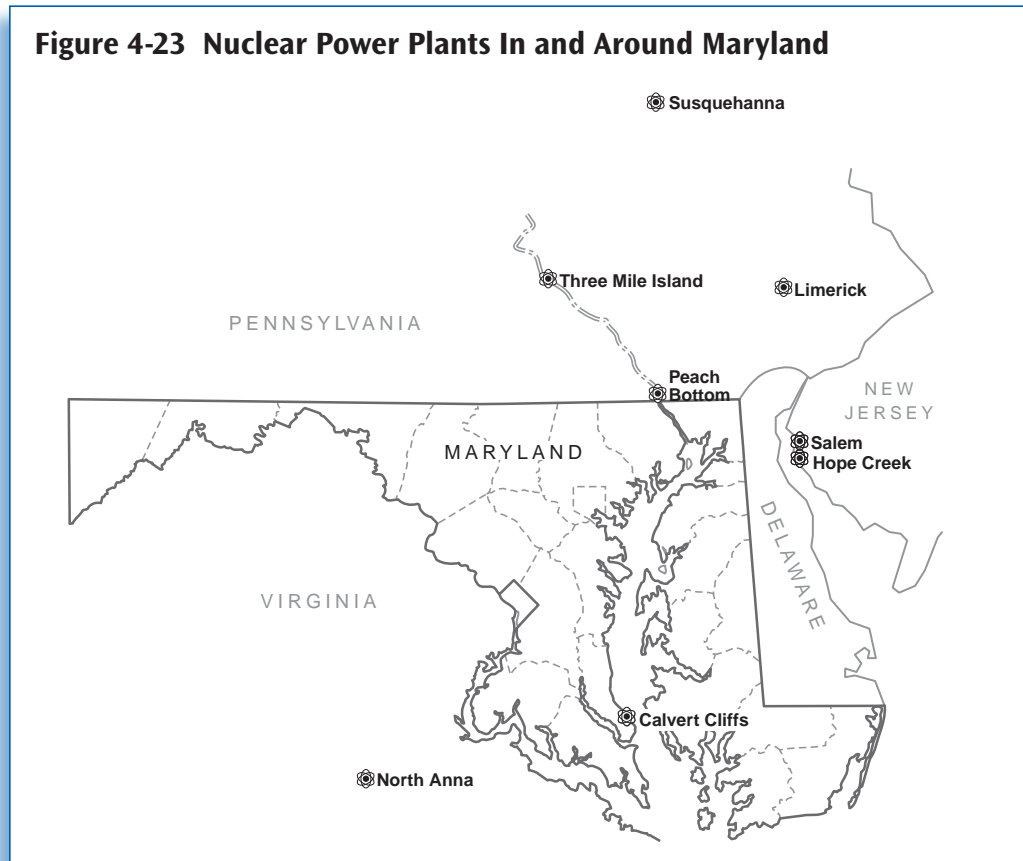 Figure 4-23 Nuclear Power Plants In and Around Maryland
Susquehanna
Three Mile Island
Limerick
PENNSYLVANIA
Peach
Bottom
NEW
JERSEY
MARYLAND
Salem
Hope Creek
DELAWARE
VIRGINIA
Calvert Cliffs
North Anna